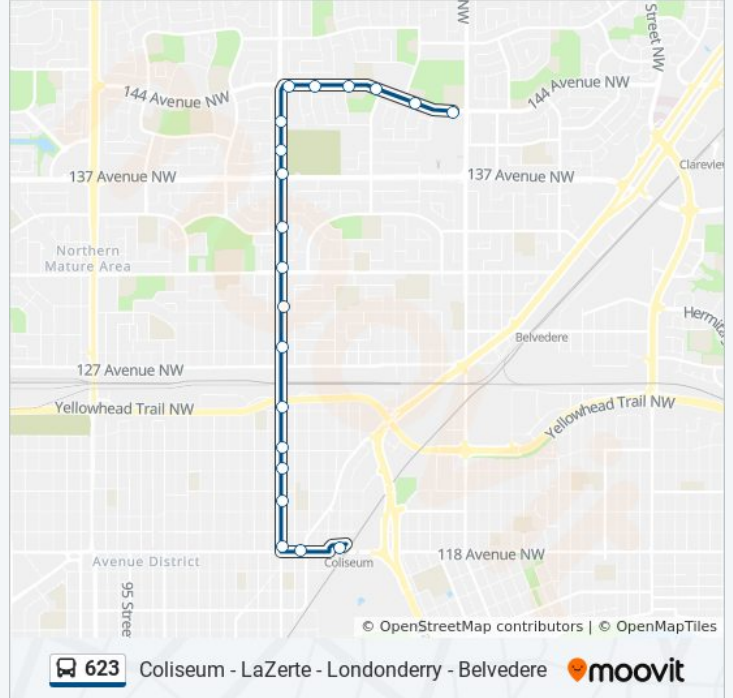 NW
Street NW
144 Avenue NW
144 Avenue NW
137 Avenue NW
137 Avenue NW
Clareview
Northern
Mature Area
Hermita
Belvedere
127 Avenue NW
Yellowhead Trail NW
Yellowhead Trail NW
Avenue District
118 Avenue NW
Coliseum
95 Stree
© OpenStreetMap contributors | © OpenMapTiles
623 Coliseum - LaZerte - Londonderry - Belvedere moovit